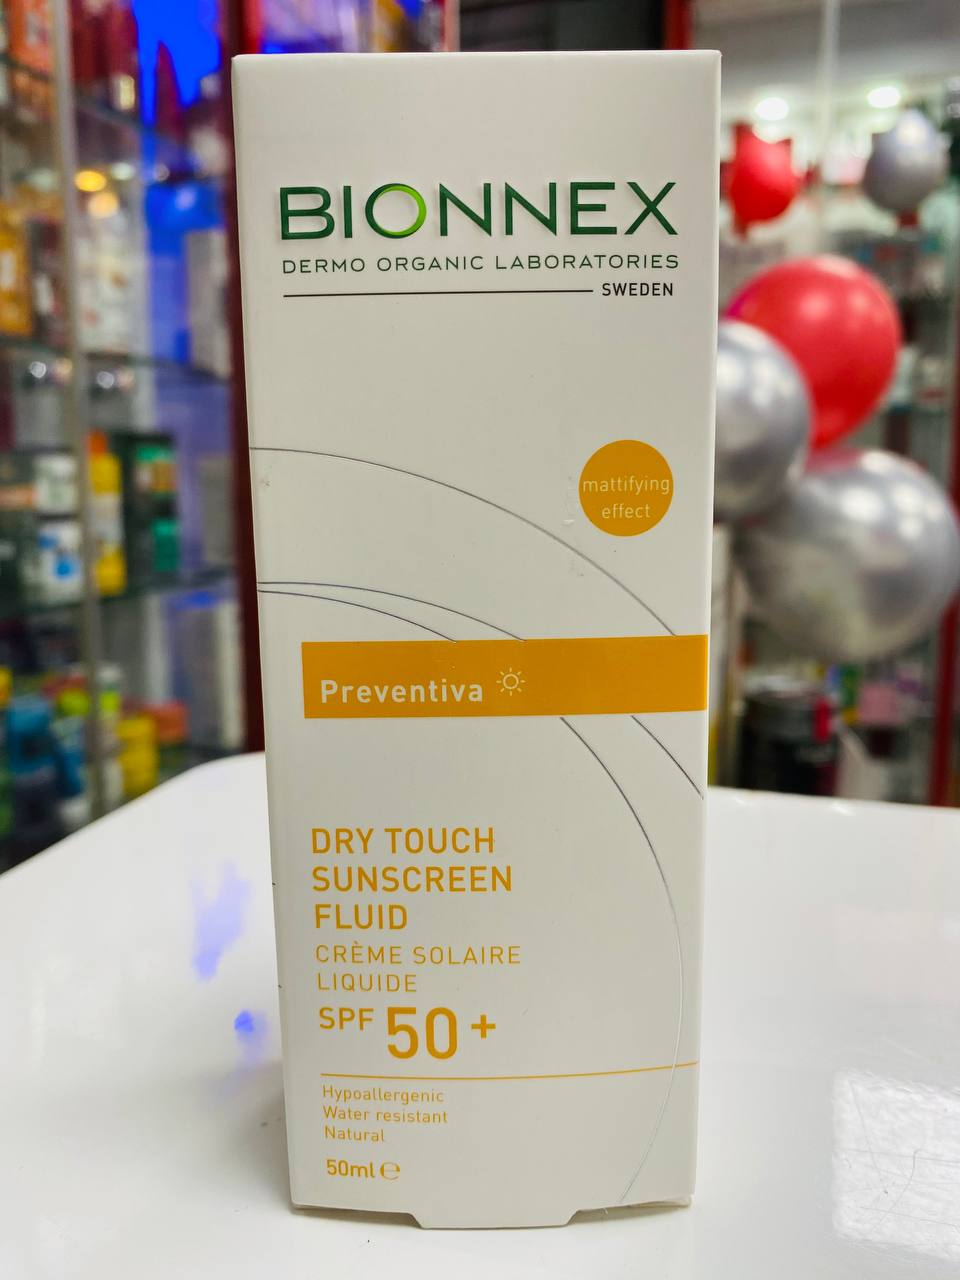 BIONNEX
DERMO ORGANIC LABORATORIES
SWEDEN
mattifying
effect
Preventiva
DRY TOUCH
SUNSCREEN
FLUID
CRÈME SOLAIRE
LIQUIDE
SPF 50+
Hypoallergenic
Water resistant
Natural
50ml ℮